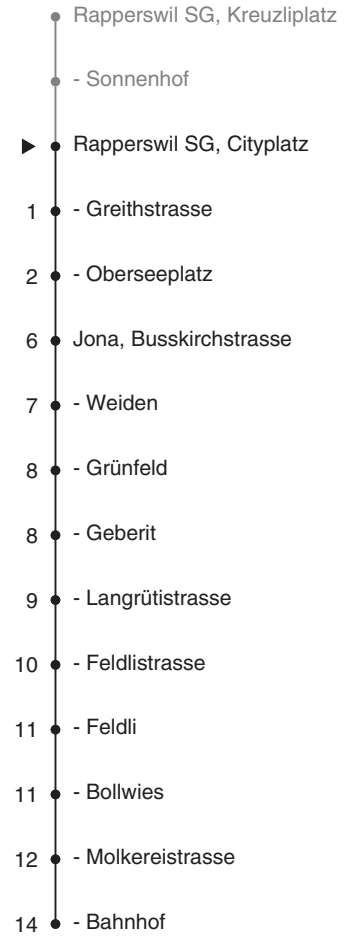 Rapperswil SG, Kreuzliplatz
- Sonnenhof
Rapperswil SG, Cityplatz
1 - Greithstrasse
2 - Oberseeplatz
6 Jona, Busskirchstrasse
7 - Weiden
8 - Grünfeld
8 - Geberit
9 - Langrütistrasse
10 - Feldlistrasse
11 - Feldli
11 - Bollwies
12 - Molkereistrasse
14 - Bahnhof